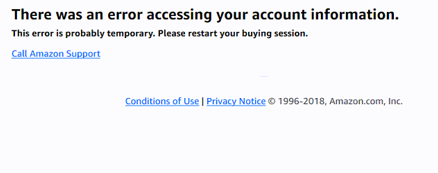 There was an error accessing your account information.
This error is probably temporary. Please restart your buying session.
Call Amazon Support
Conditions of Use | Privacy Notice © 1996-2018, Amazon.com, Inc.